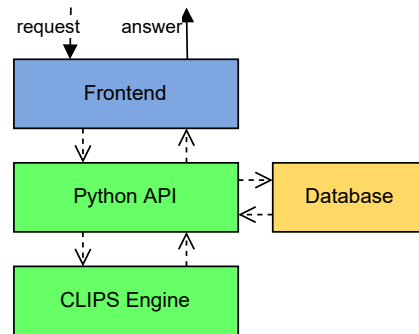 request answer
Frontend
Python API Database
CLIPS Engine